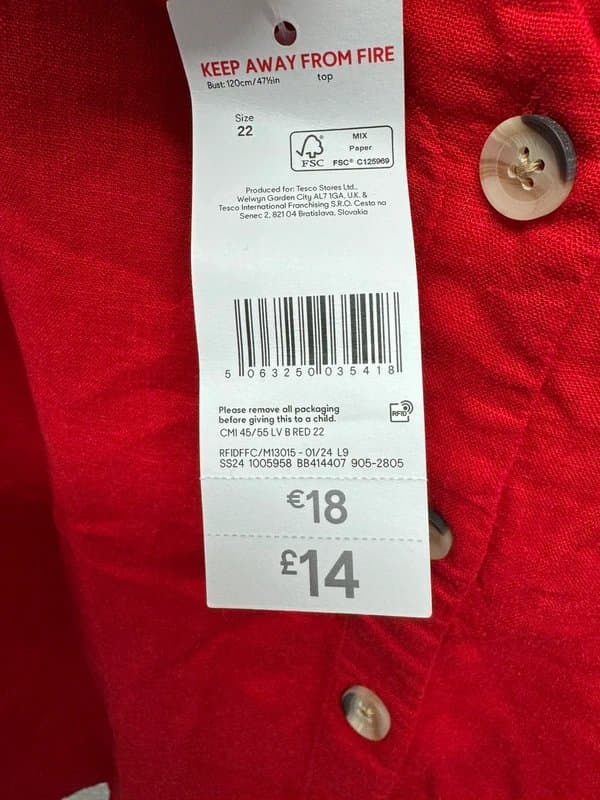 KEEP AWAY FROM FIRE
Bust: 120cm/47½in top
Size
22
MIX
Paper
FSC® FSC® C125969
Produced for: Tesco Stores Ltd.,
Welwyn Garden City AL7 1GA, U.K. &
Tesco International Franchising S.R.O. Cesta na
Senec 2, 821 04 Bratislava, Slovakia
5 063250 035418
Please remove all packaging
before giving this to a child.
RFID
CMI 45/55 LV B RED 22
RFIDFFC/M13015 - 01/24 L9
SS24 1005958 BB414407 905-2805
€18
£14